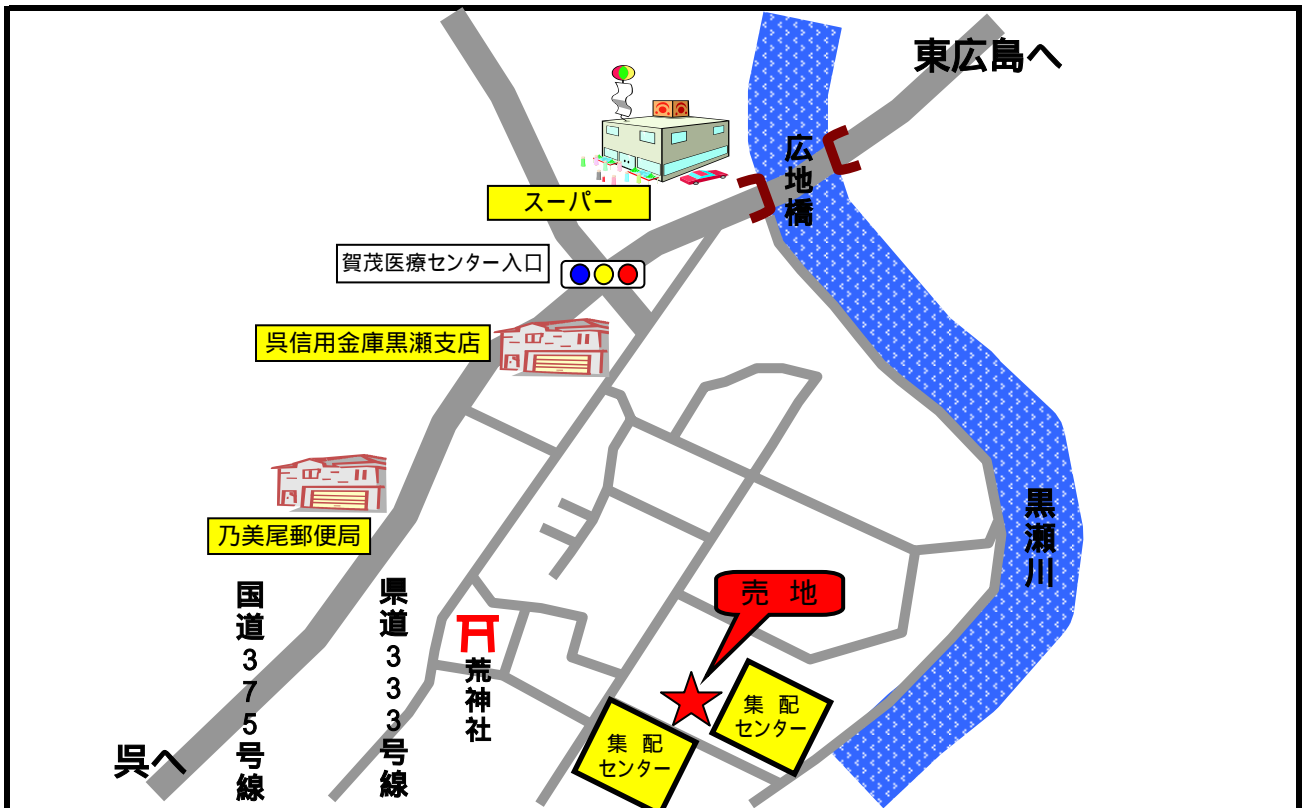 東広島へ
広地橋
スーパー
賀茂医療センター入口
呉信用金庫黒瀬支店
乃美尾郵便局
黒瀬川
売 地
国道375号線
県道333号線
荒神社
集 配
センター
集 配
センター
呉へ